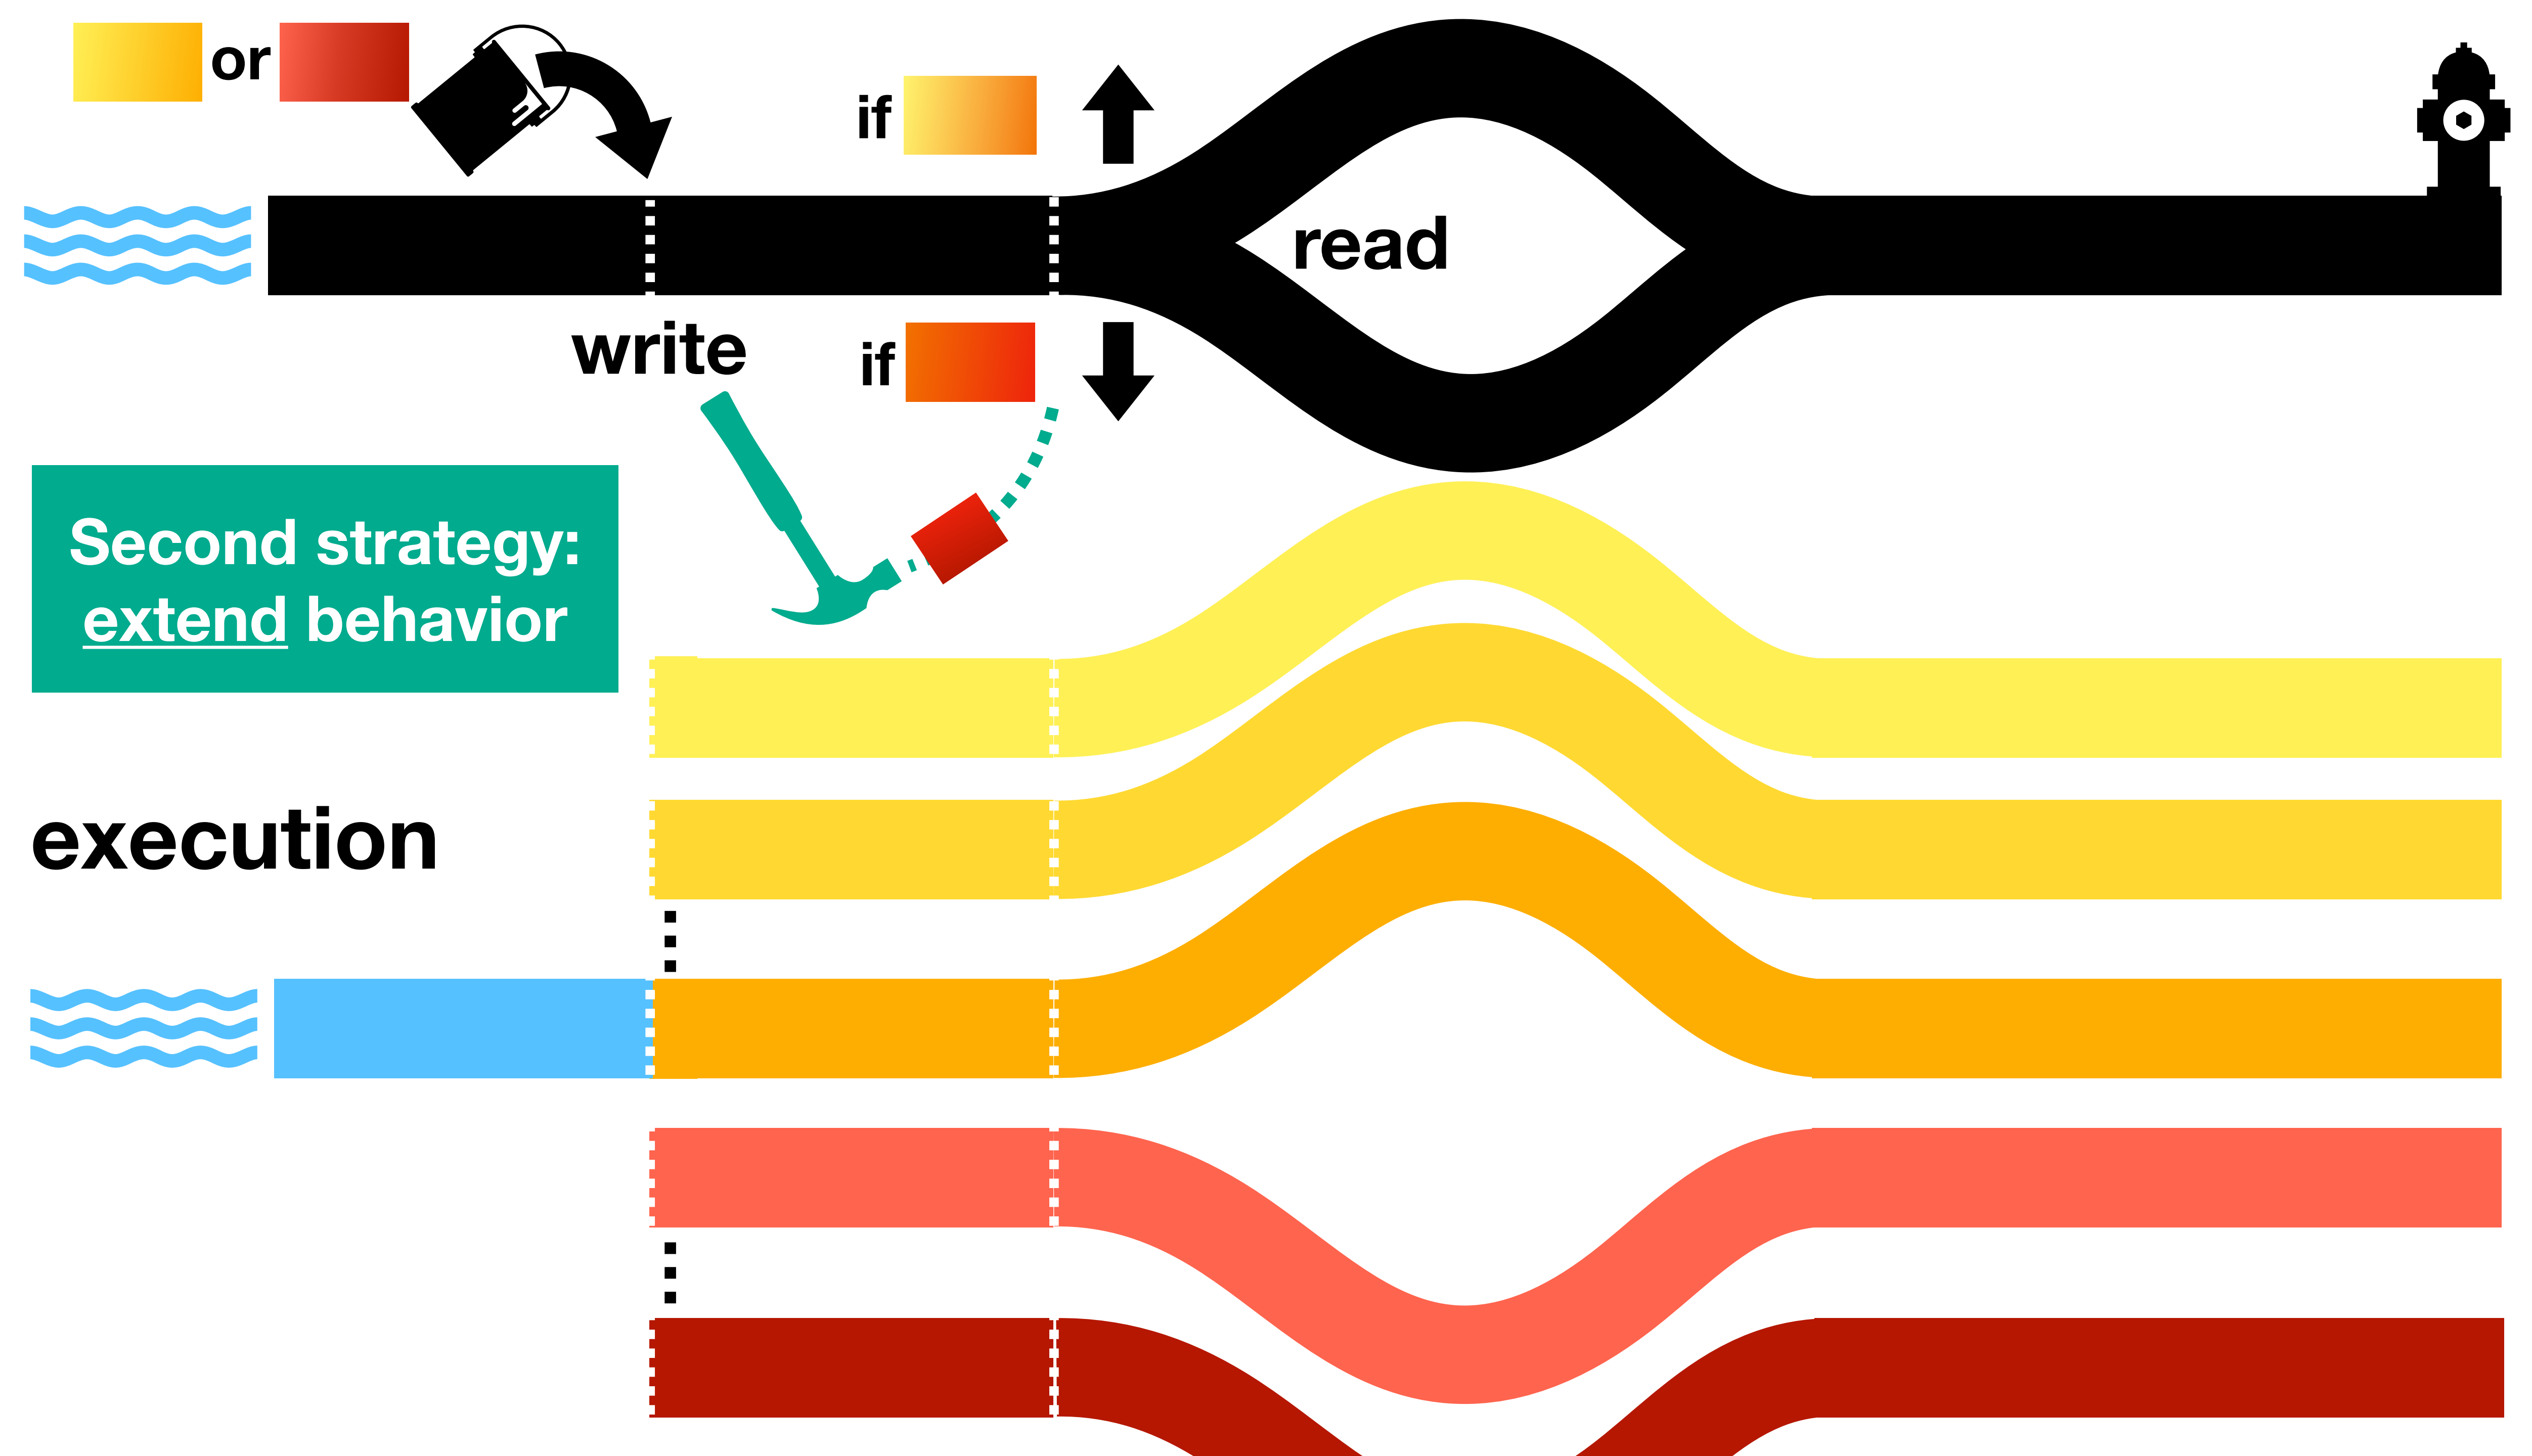 or
if
read
write
if
Second strategy:
extend behavior
execution